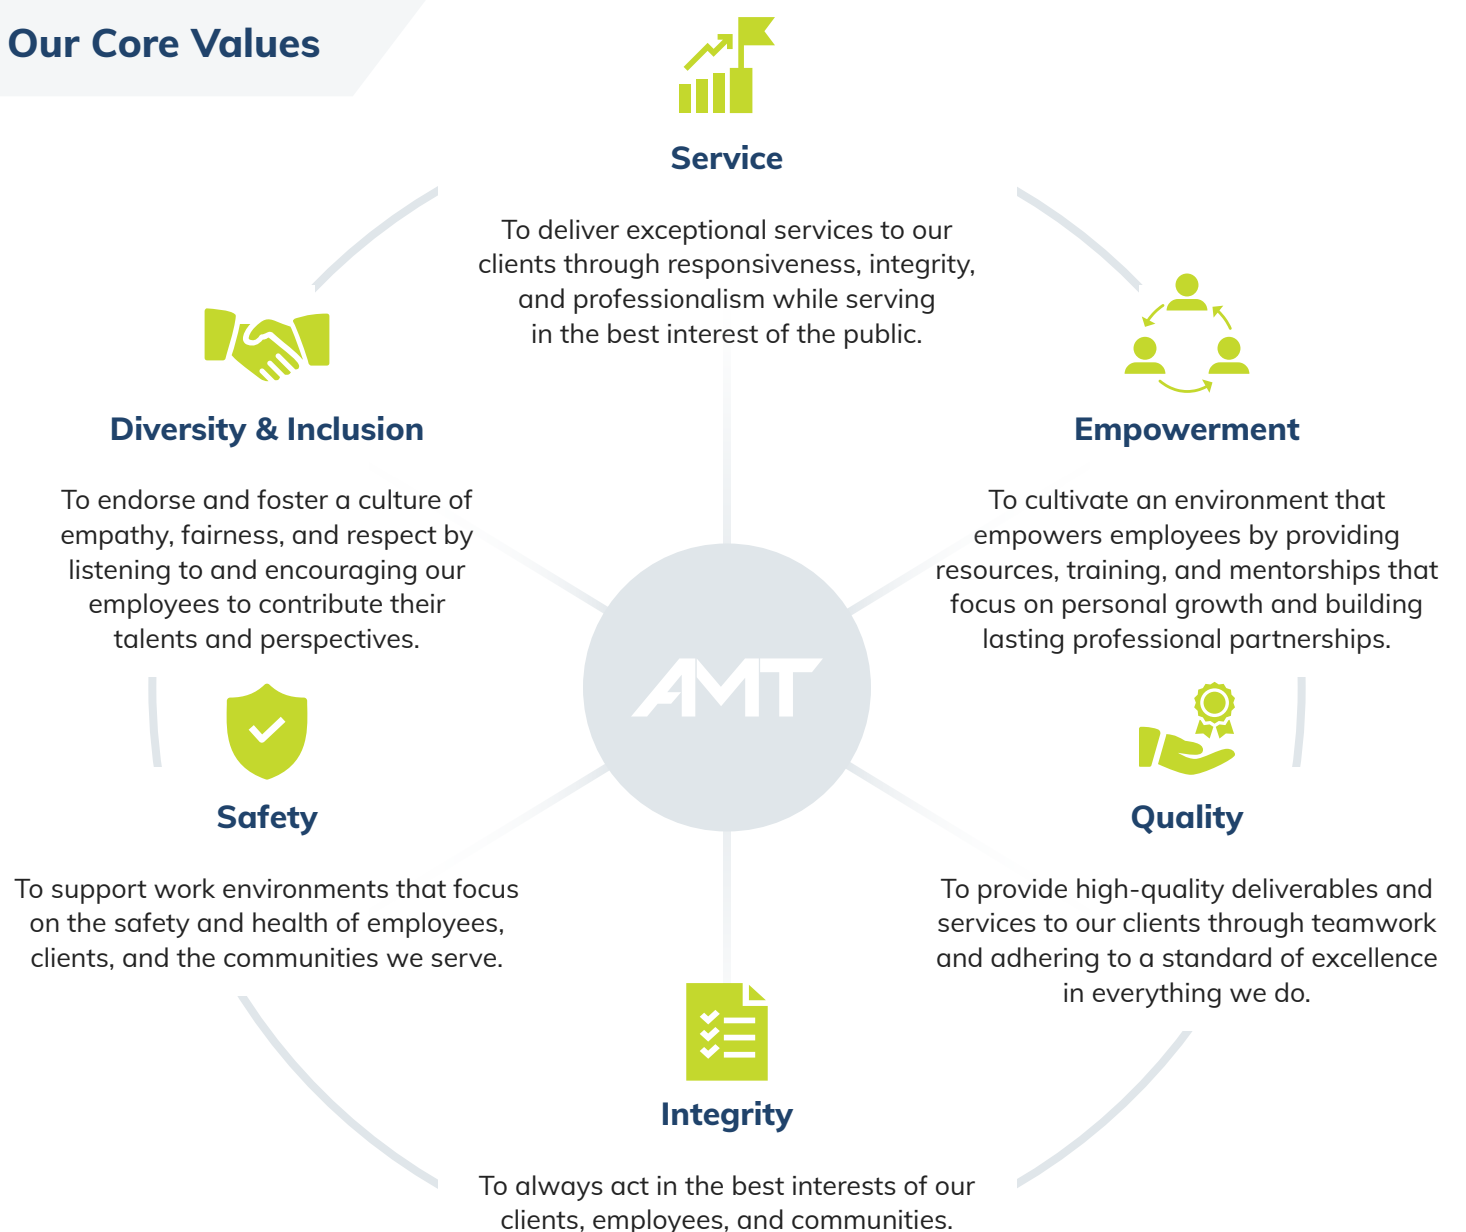 Our Core Values
Service
To deliver exceptional services to our
clients through responsiveness, integrity,
and professionalism while serving
in the best interest of the public.
Diversity & Inclusion
To endorse and foster a culture of
empathy, fairness, and respect by
listening to and encouraging our
employees to contribute their
talents and perspectives.
Empowerment
To cultivate an environment that
empowers employees by providing
resources, training, and mentorships that
focus on personal growth and building
lasting professional partnerships.
AMT
Safety
To support work environments that focus
on the safety and health of employees,
clients, and the communities we serve.
Quality
To provide high-quality deliverables and
services to our clients through teamwork
and adhering to a standard of excellence
in everything we do.
Integrity
To always act in the best interests of our
clients, employees, and communities.